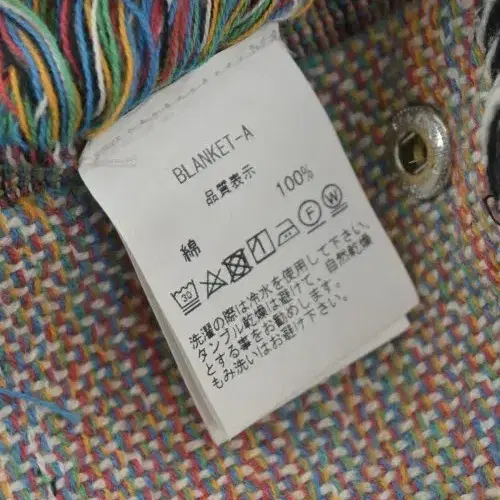 BLANKET-A
品質表示
綿 100%
30 F W
洗濯の際は冷水を使用して下さい。
タンブル乾燥は避けて、自然乾燥
とする事をお勧めします。
もみ洗いはお避け下さい。